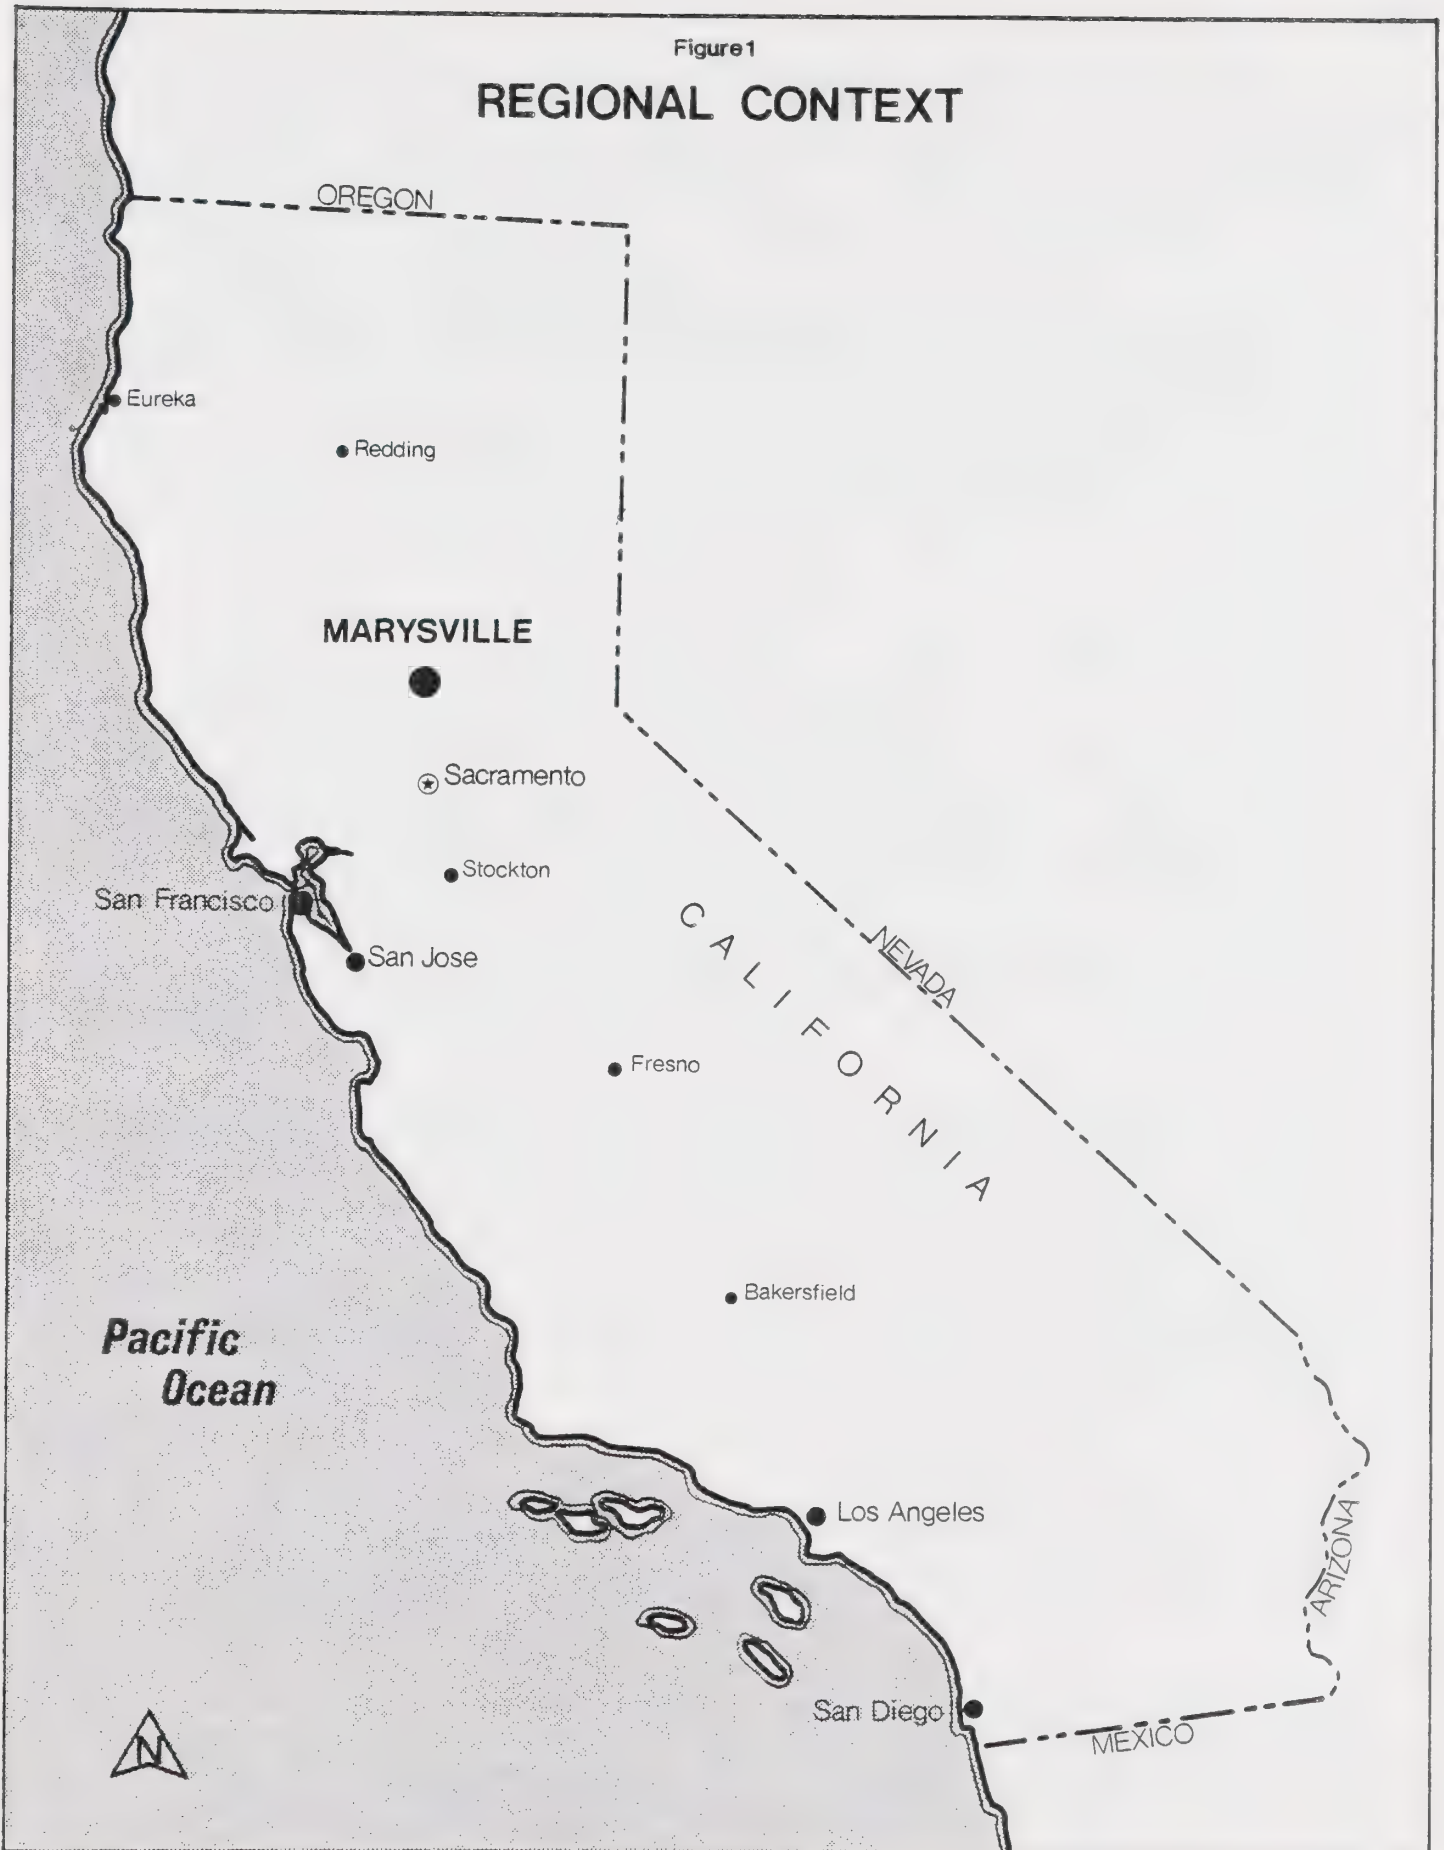 Figure 1
REGIONAL CONTEXT
OREGON
Eureka
Redding
MARYSVILLE
Sacramento
Stockton
San Francisco
San Jose
CALIFORNIA
NEVADA
Fresno
Bakersfield
Pacific
Ocean
Los Angeles
ARIZONA
San Diego
MEXICO
N